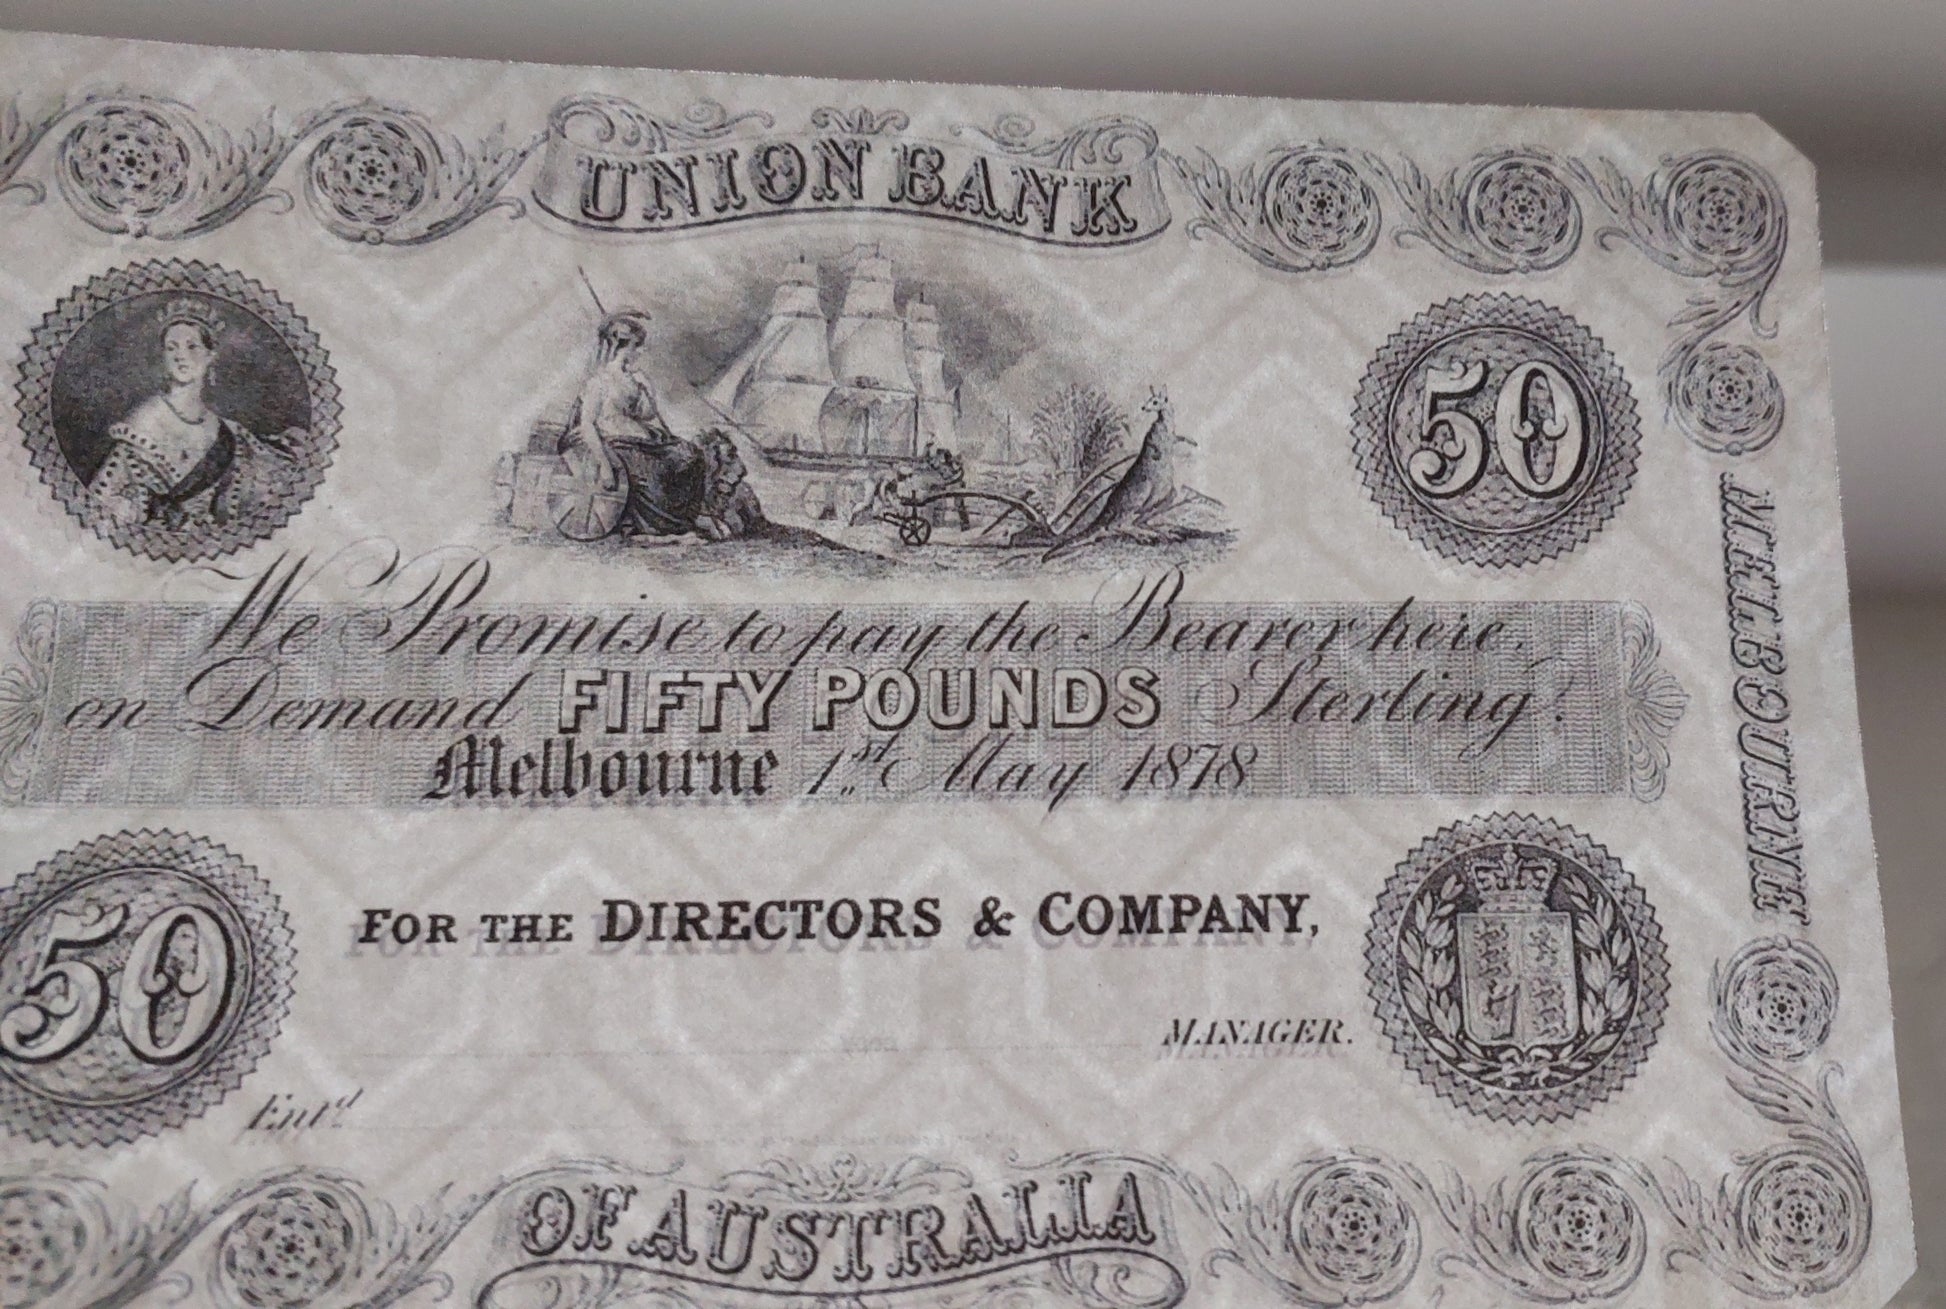 UNION BANK
50
We Promise to pay the Bearer here,
on Demand FIFTY POUNDS Sterling.
Melbourne 1st May 1878
MELBOURNE
50
FOR THE DIRECTORS & COMPANY,
MANAGER.
Entd
OF AUSTRALIA